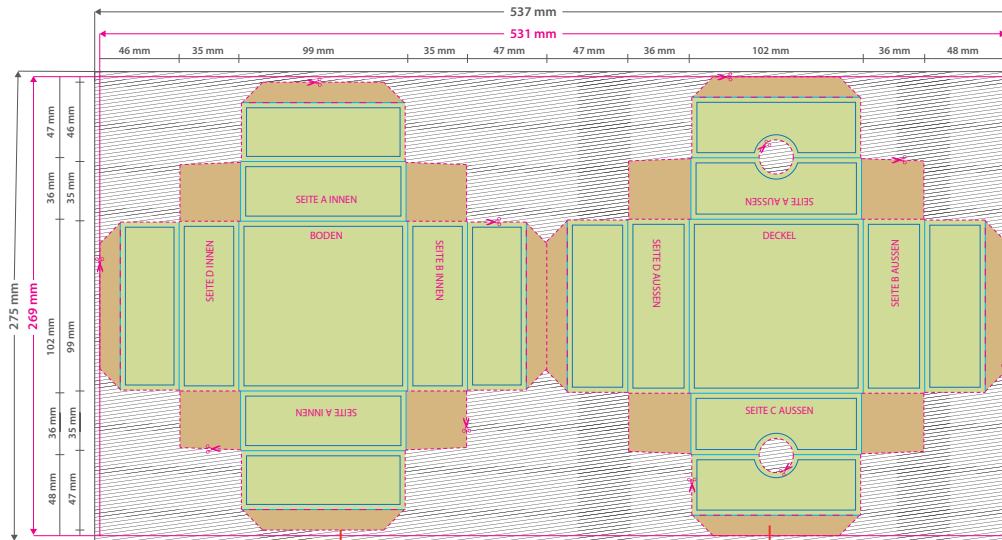 537 mm
531 mm
46 mm 35 mm 99 mm 35 mm 47 mm 47 mm 36 mm 102 mm 36 mm 48 mm
275 mm
269 mm
47 mm
46 mm
36 mm
35 mm
102 mm
99 mm
36 mm
35 mm
48 mm
47 mm
SEITE A INNEN
BODEN
SEITE D INNEN
SEITE B INNEN
SEITE A INNEN
SEITE A AUSSEN
DECKEL
SEITE D AUSSEN
SEITE B AUSSEN
SEITE C AUSSEN